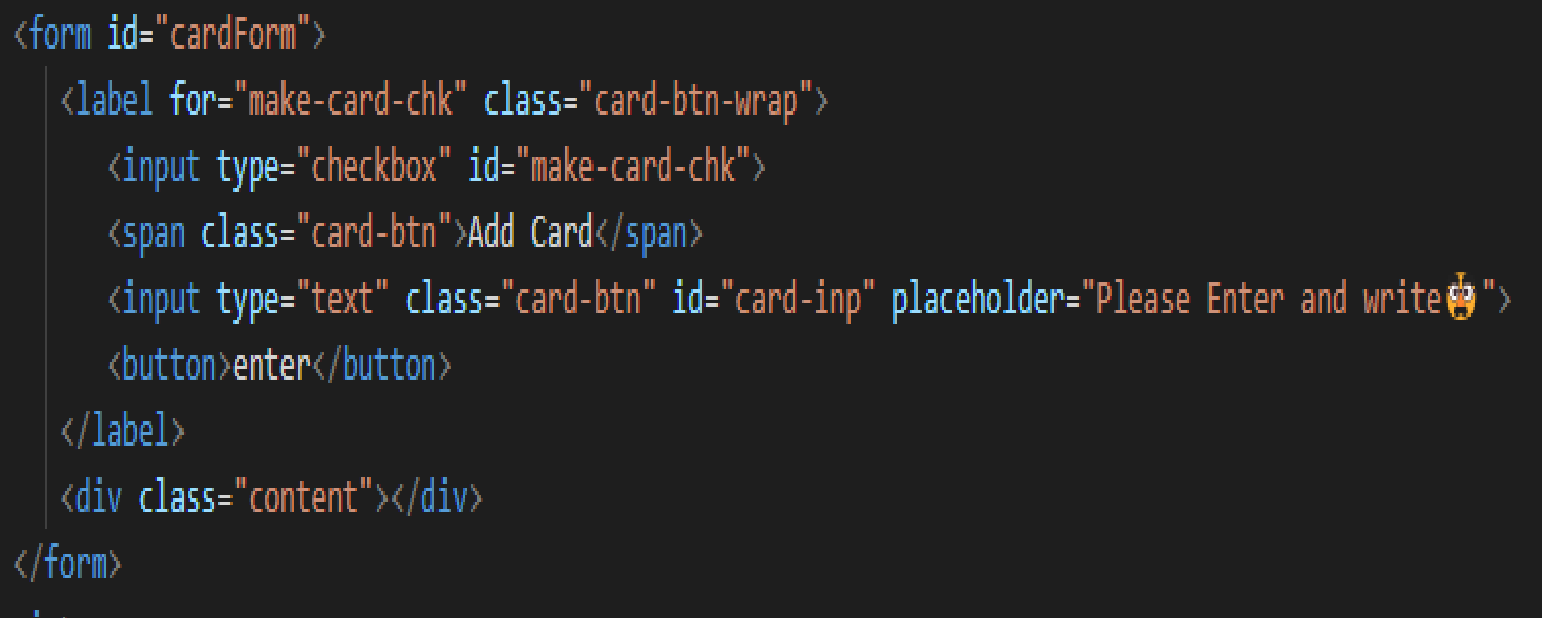 <form id="cardForm">
<label for="make-card-chk" class="card-btn-wrap">
<input type="checkbox" id="make-card-chk">
<span class="card-btn">Add Card</span>
<input type="text" class="card-btn" id="card-inp" placeholder="Please Enter and write">
<button>enter</button>
</label>
<div class="content"></div>
</form>